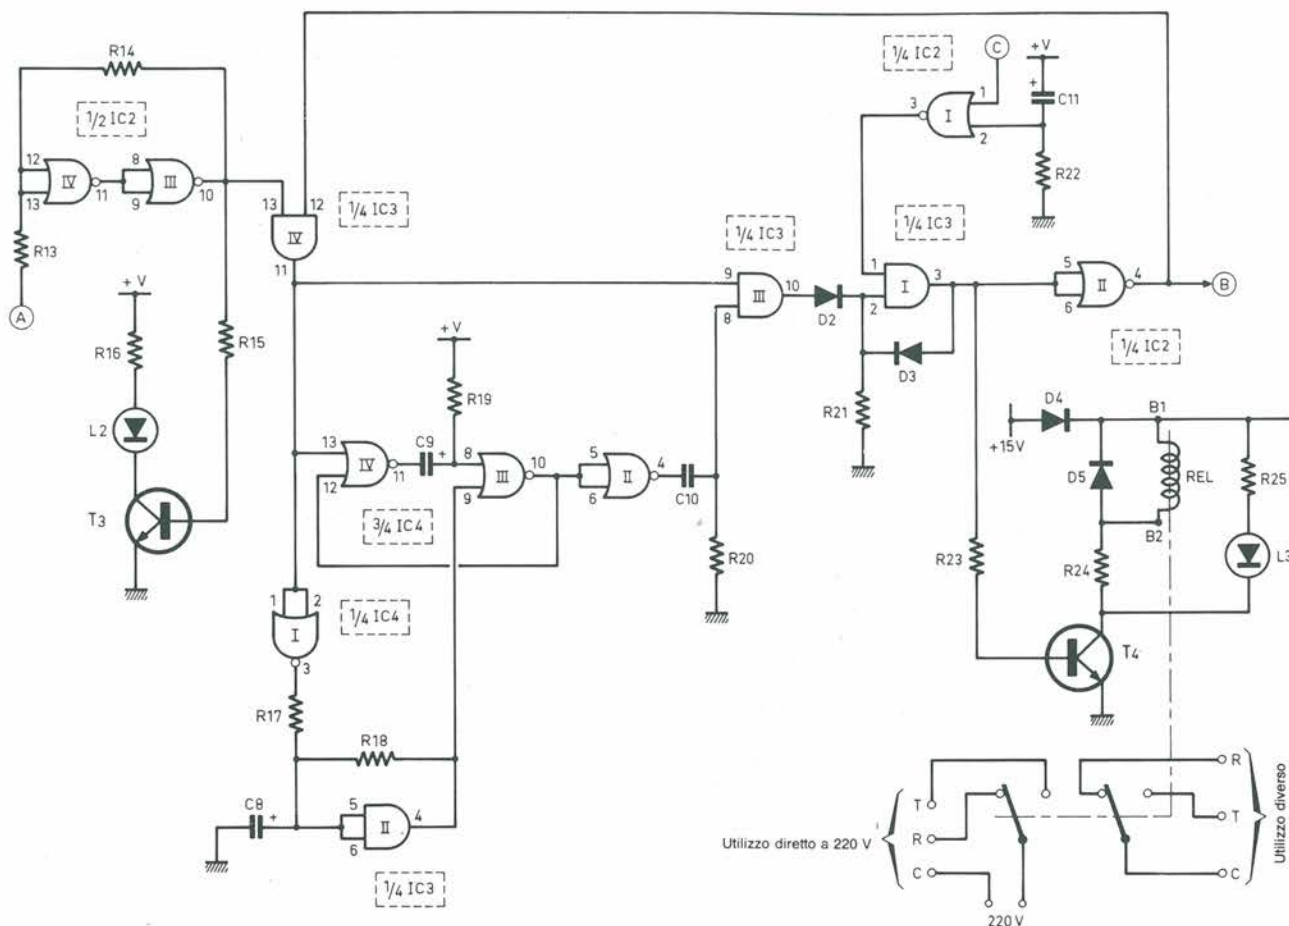 R14
1/2 IC2
12
13
IV
11
8
9
III
10
R13
A
+V
R16
L2
T3
R15
13
12
IV
11
1/4 IC3
1/4 IC2
C
+V
3
I
1
2
+
C11
R22
1/4 IC3
1/4 IC3
9
8
III
10
D2
1
2
I
3
D3
R21
5
6
II
4
B
1/4 IC2
+V
R19
13
12
IV
11
C9
+
8
9
III
10
5
6
II
4
C10
3/4 IC4
R20
1
2
I
3
1/4 IC4
R17
R18
C8
+
5
6
II
4
1/4 IC3
+15V
D4
B1
D5
REL
B2
R25
R23
R24
L3
T4
Utilizzo diretto a 220 V
T
R
C
220 V
R
T
C
Utilizzo diverso